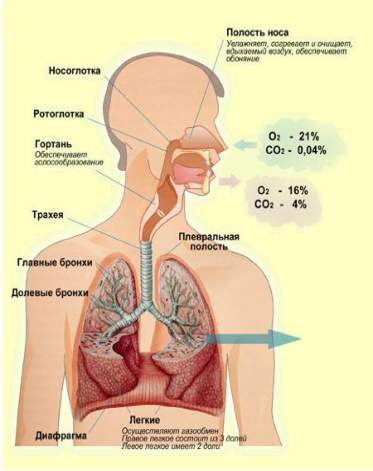 Полость носа
Увлажняет, согревает и очищает,
вдыхаемый воздух, обеспечивает
обоняние
Носоглотка
Ротоглотка
O2 - 21%
CO2 - 0,04%
Гортань
Обеспечивает
голосообразование
O2 - 16%
CO2 - 4%
Трахея
Плевральная
полость
Главные бронхи
Долевые бронхи
Легкие
Осуществляют газообмен
Правое легкое состоит из 3 долей
Левое легкое имеет 2 доли
Диафрагма